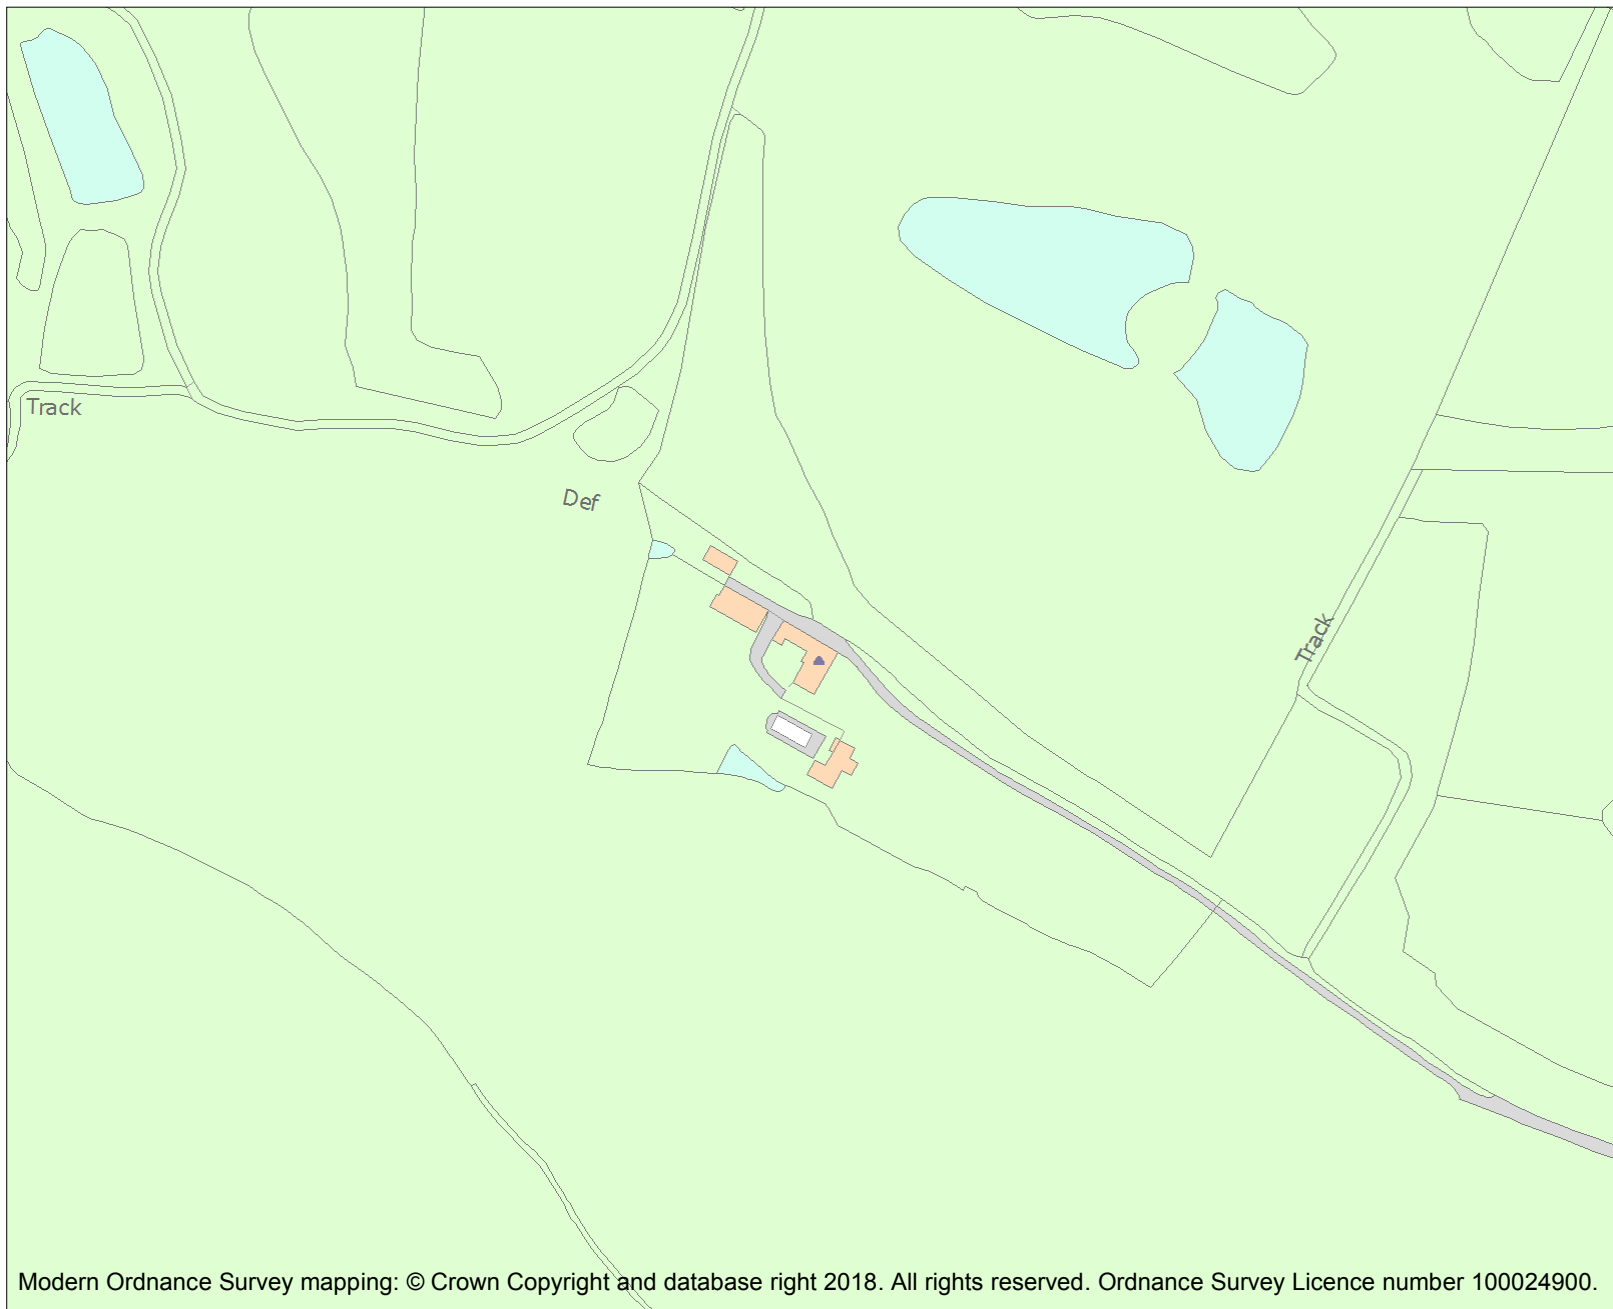 Track
Def
Track
Modern Ordnance Survey mapping: © Crown Copyright and database right 2018. All rights reserved. Ordnance Survey Licence number 100024900.